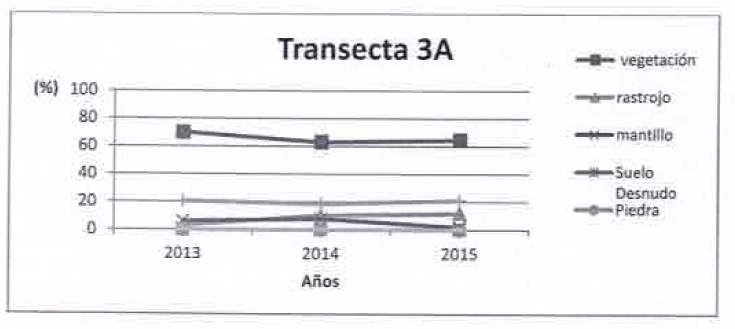 Transecta 3A
(%)
100
80
60
40
20
0
2013 2014 2015
Años
vegetación
rastrojo
mantillo
Suelo
Desnudo
Piedra